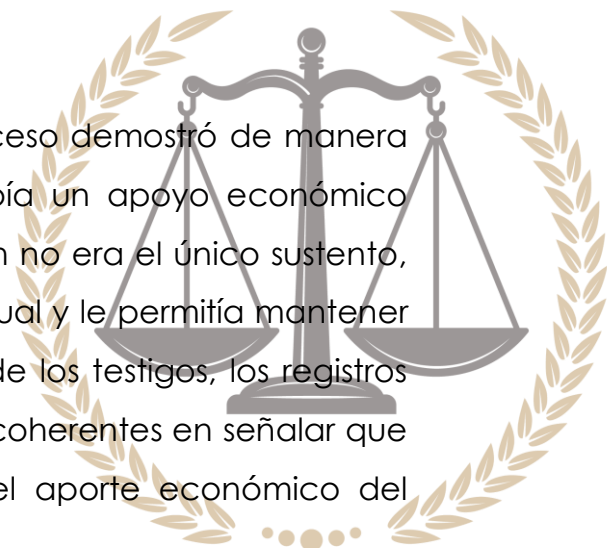 ceso demostró de manera
bía un apoyo económico
n no era el único sustento,
ual y le permitía mantener
de los testigos, los registros
coherentes en señalar que
el aporte económico del